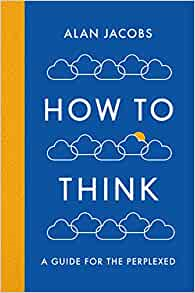 ALAN JACOBS
HOW TO
THINK
A GUIDE FOR THE PERPLEXED